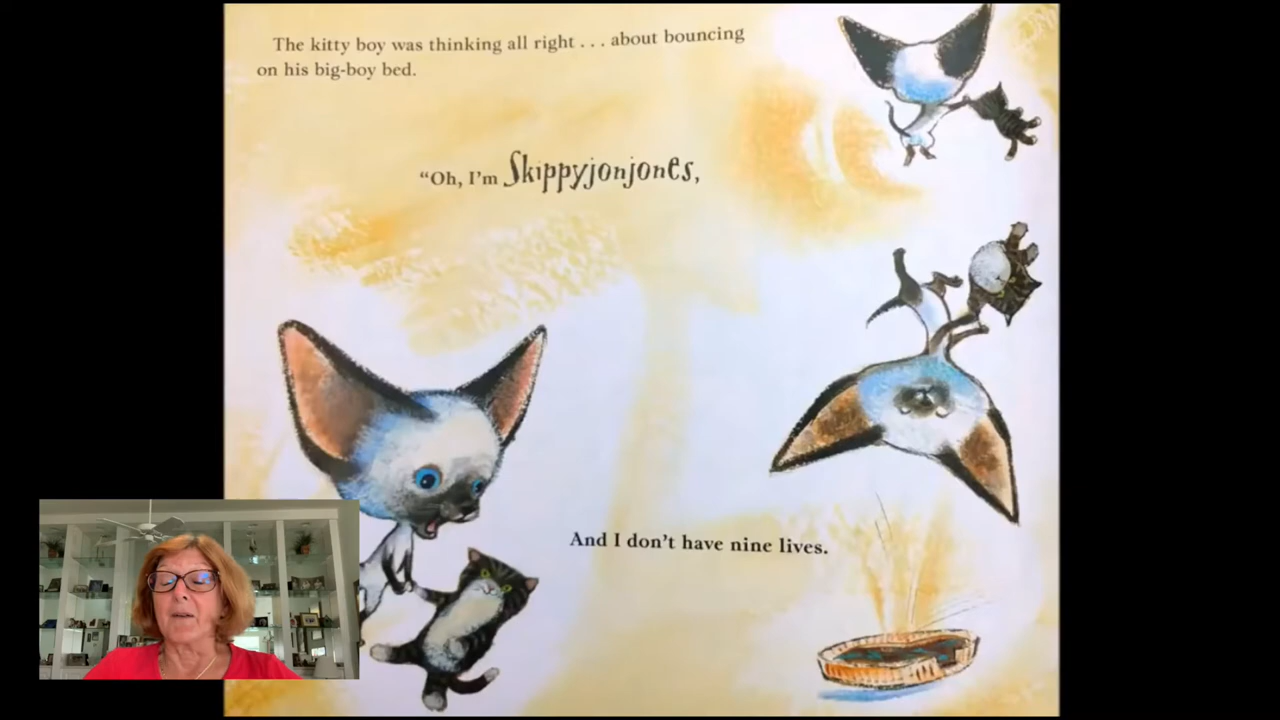 The kitty boy was thinking all right . . . about bouncing
on his big-boy bed.
“Oh, I’m Skippyjonjones,
And I don’t have nine lives.